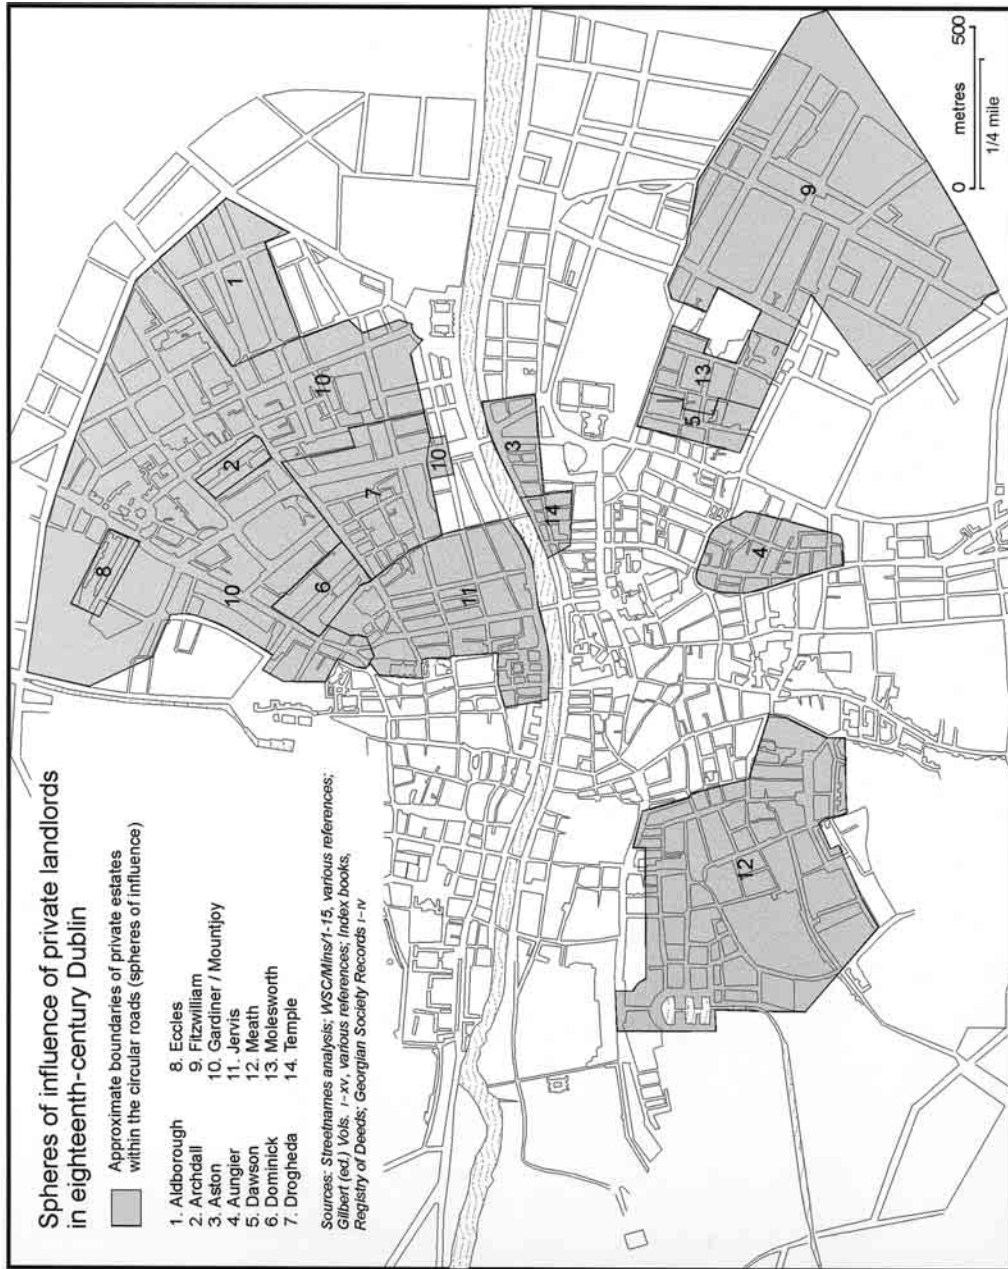 Spheres of influence of private landlords
in eighteenth-century Dublin
Approximate boundaries of private estates
within the circular roads (spheres of influence)
1. Aldborough
2. Archdall
3. Aston
4. Aungier
5. Dawson
6. Dominick
7. Drogheda
8. Eccles
9. Fitzwilliam
10. Gardiner / Mountjoy
11. Jervis
12. Meath
13. Molesworth
14. Temple
Sources: Streetnames analysis; WSC/Mins/1-15, various references;
Gilbert (ed.) Vols. I–XV, various references; Index books,
Registry of Deeds; Georgian Society Records I–IV
8
10
6
2
1
10
7
10
11
3
14
12
4
5
13
9
0 metres 500
1/4 mile